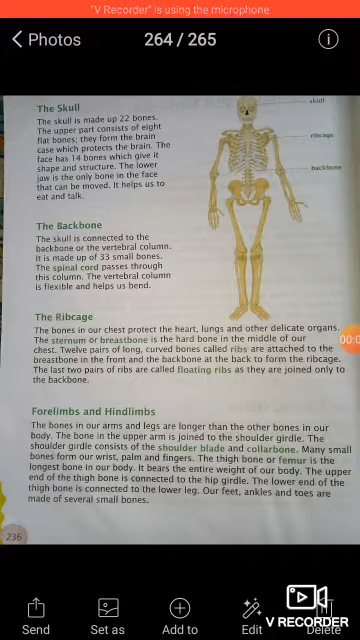 "V Recorder" is using the microphone
Photos
264 / 265
The Skull
The skull is made up 22 bones.
The upper part consists of eight
flat bones; they form the brain
case which protects the brain. The
face has 14 bones which give it
shape and structure. The lower
jaw is the only bone in the face
that can be moved. It helps us to
eat and talk.
skull
ribcage
backbone
The Backbone
The skull is connected to the
backbone or the vertebral column.
It is made up of 33 small bones.
The spinal cord passes through
this column. The vertebral column
is flexible and helps us bend.
The Ribcage
The bones in our chest protect the heart, lungs and other delicate organs.
The sternum or breastbone is the hard bone in the middle of our
chest. Twelve pairs of long, curved bones called ribs are attached to the
breastbone in the front and the backbone at the back to form the ribcage.
The last two pairs of ribs are called floating ribs as they are joined only to
the backbone.
00:0
Forelimbs and Hindlimbs
The bones in our arms and legs are longer than the other bones in our
body. The bone in the upper arm is joined to the shoulder girdle. The
shoulder girdle consists of the shoulder blade and collarbone. Many small
bones form our wrist, palm and fingers. The thigh bone or femur is the
longest bone in our body. It bears the entire weight of our body. The upper
end of the thigh bone is connected to the hip girdle. The lower end of the
thigh bone is connected to the lower leg. Our feet, ankles and toes are
made of several small bones.
236
Send
Set as
Add to
Edit
Delete
V RECORDER